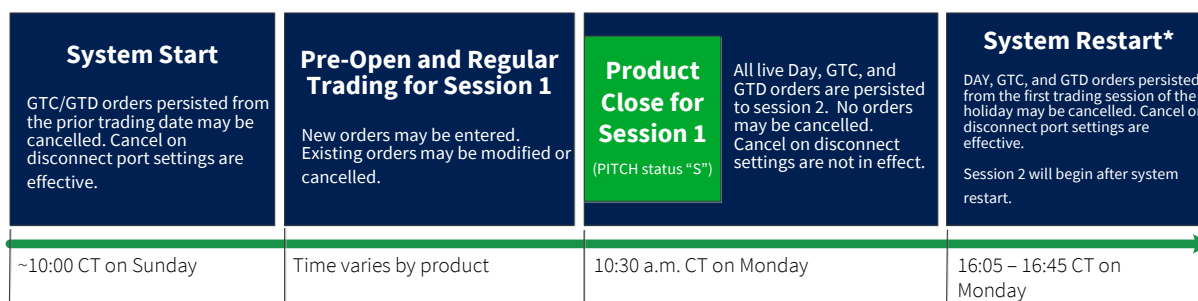 System Start
GTC/GTD orders persisted from
the prior trading date may be
cancelled. Cancel on
disconnect port settings are
effective.
Pre-Open and Regular
Trading for Session 1
New orders may be entered.
Existing orders may be modified or
cancelled.
Product
Close for
Session 1
(PITCH status “S”)
All live Day, GTC, and
GTD orders are persisted
to session 2.  No orders
may be cancelled.
Cancel on disconnect
settings are not in effect.
System Restart*
DAY, GTC, and GTD orders persisted
from the first trading session of the
holiday may be cancelled. Cancel on
disconnect port settings are
effective.
Session 2 will begin after system
restart.
~10:00 CT on Sunday
Time varies by product
10:30 a.m. CT on Monday
16:05 – 16:45 CT on
Monday